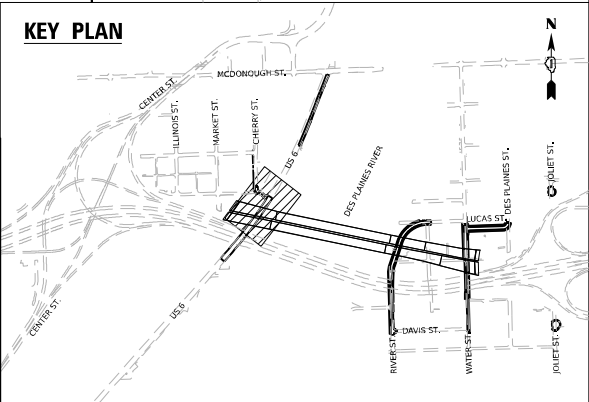 KEY PLAN
N
MCDONOUGH ST.
CENTER ST.
ILLINOIS ST.
MARKET ST.
CHERRY ST.
US 6
DES PLAINES RIVER
DES PLAINES ST.
JOLIET ST.
LUCAS ST.
CENTER ST.
US 6
RIVER ST.
DAVIS ST.
WATER ST.
JOLIET ST.